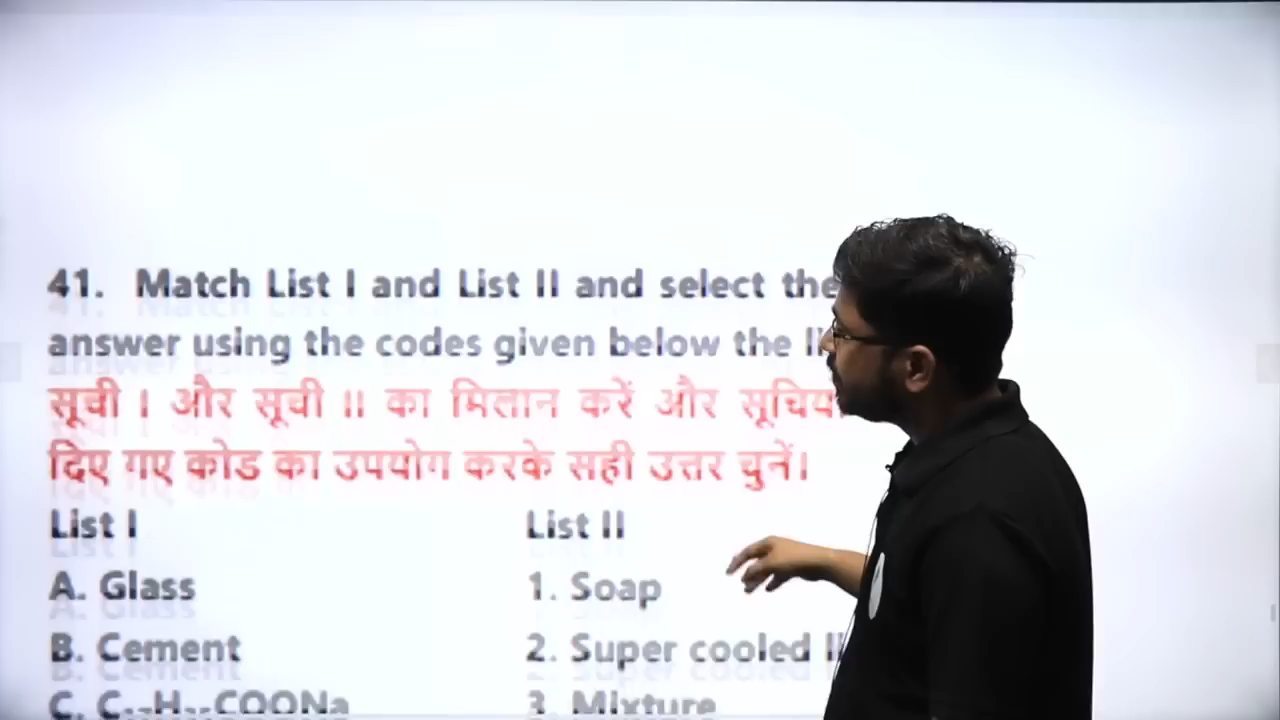 41. Match List I and List II and select the
answer using the codes given below the
सूची I और सूची II का मिलान करें और
दिए गए कोड का उपयोग करके सही उत्तर चुनें।
List I List II
A. Glass 1. Soap
B. Cement 2. Super cooled
C. 3. Mixture